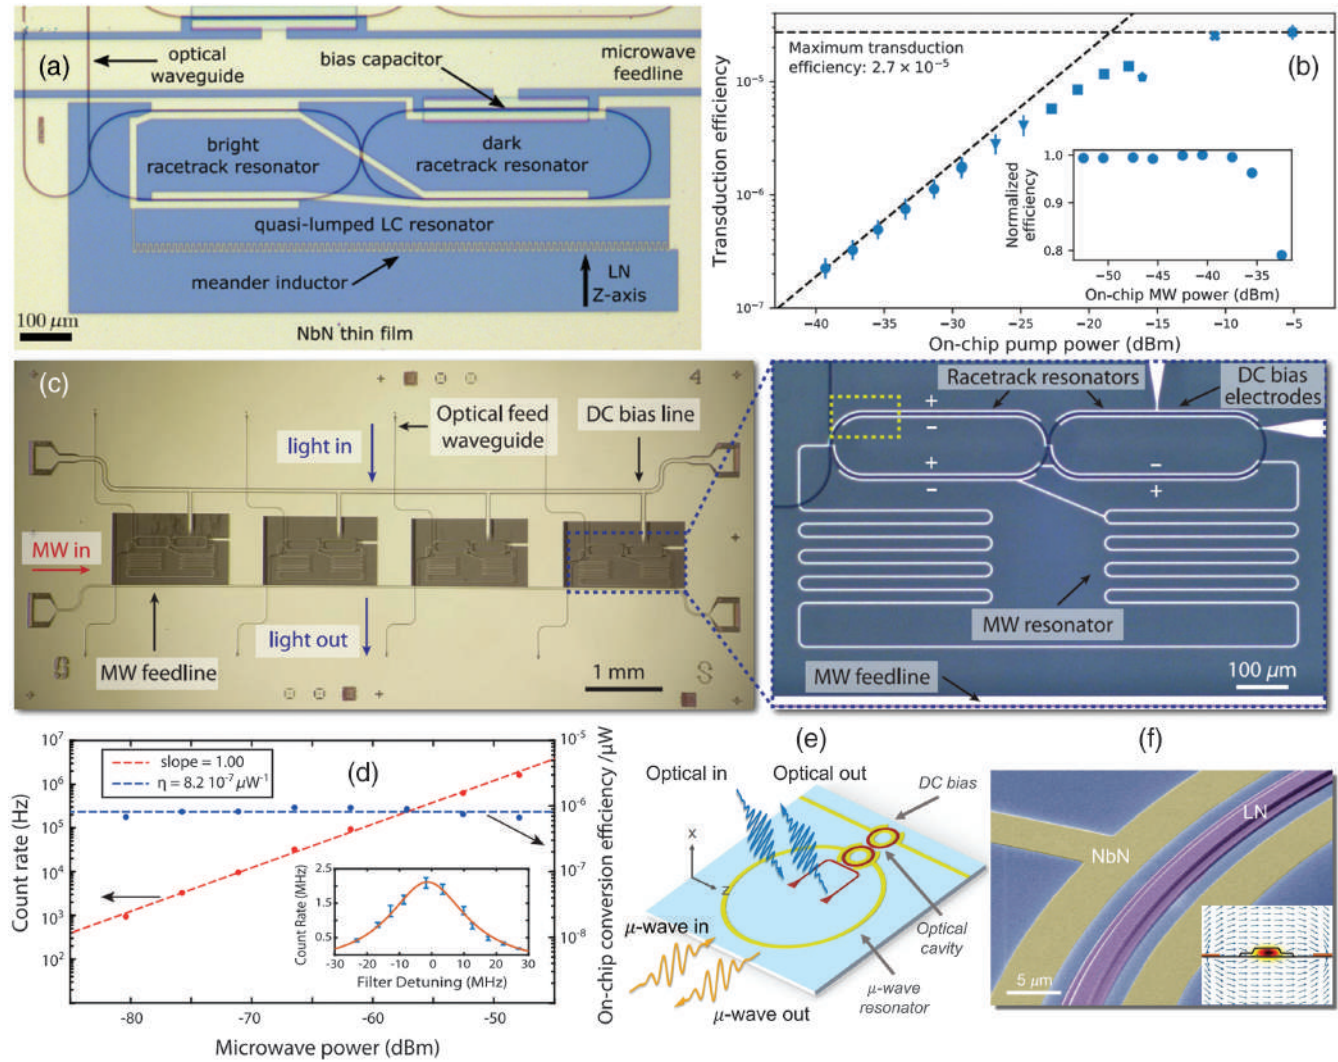 (a)
optical
waveguide
bias capacitor
microwave
feedline
bright
racetrack resonator
dark
racetrack resonator
quasi-lumped LC resonator
meander inductor
LN
Z-axis
100 μm
NbN thin film
(b)
Maximum transduction
efficiency: 2.7 × 10⁻⁵
Transduction efficiency
10⁻⁵
10⁻⁶
10⁻⁷
−40 −35 −30 −25 −20 −15 −10 −5
On-chip pump power (dBm)
Normalized
efficiency
1.0
0.9
0.8
−50 −45 −40 −35
On-chip MW power (dBm)
(c)
4
Optical feed
waveguide
DC bias line
light in
MW in
light out
MW feedline
1 mm
S
Racetrack resonators
DC bias
electrodes
+
−
+ −
− +
MW resonator
100 μm
MW feedline
(d)
slope = 1.00
η = 8.2 10⁻⁷ μW⁻¹
Count rate (Hz)
10⁷
10⁶
10⁵
10⁴
10³
10²
On-chip conversion efficiency /μW
10⁻⁵
10⁻⁶
10⁻⁷
10⁻⁸
-80 -70 -60 -50
Microwave power (dBm)
Count Rate (MHz)
2.5
1.5
0.5
-30 -20 -10 0 10 20 30
Filter Detuning (MHz)
(e)
Optical in
Optical out
DC bias
x
z
μ-wave in
Optical
cavity
μ-wave
resonator
μ-wave out
(f)
LN
NbN
5 μm